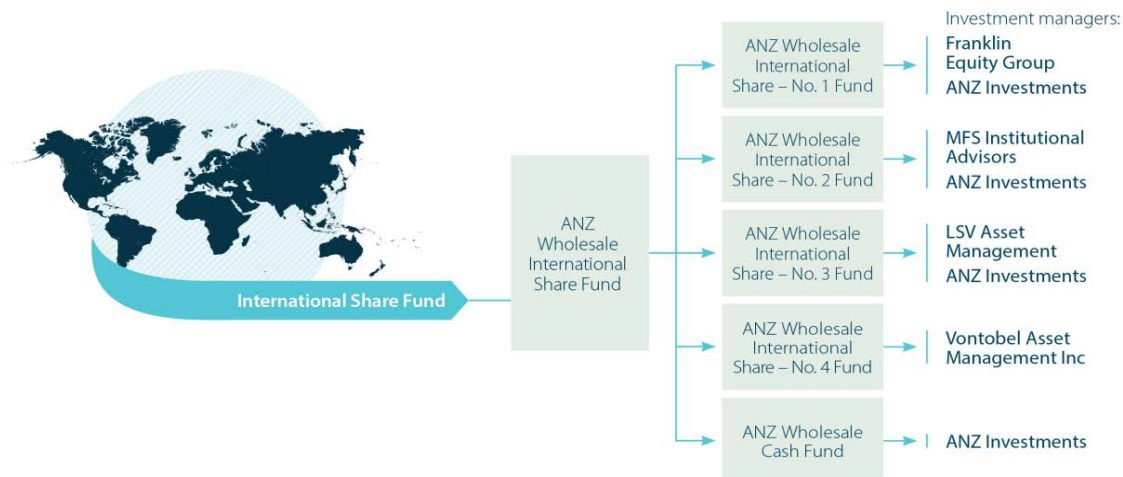 International Share Fund
ANZ
Wholesale
International
Share Fund
ANZ Wholesale
International
Share – No. 1 Fund
ANZ Wholesale
International
Share – No. 2 Fund
ANZ Wholesale
International
Share – No. 3 Fund
ANZ Wholesale
International
Share – No. 4 Fund
ANZ Wholesale
Cash Fund
Investment managers:
Franklin
Equity Group
ANZ Investments
MFS Institutional
Advisors
ANZ Investments
LSV Asset
Management
ANZ Investments
Vontobel Asset
Management Inc
ANZ Investments